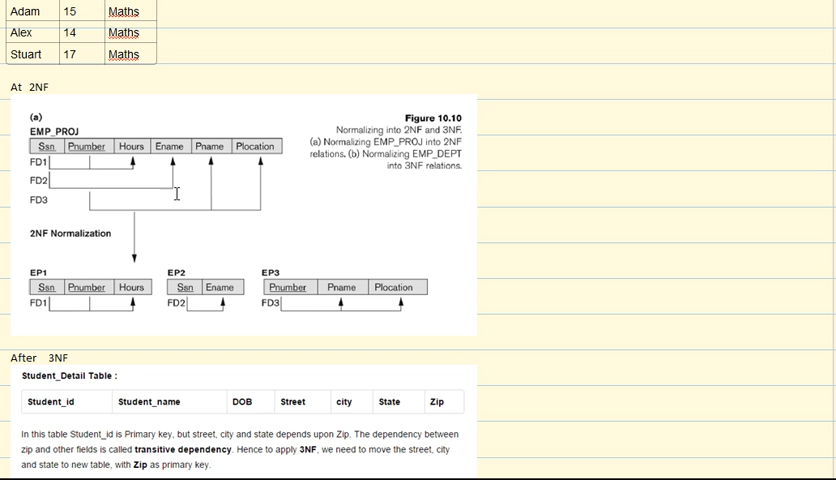 Adam 15 Maths
Alex 14 Maths
Stuart 17 Maths
At 2NF
(a)
EMP_PROJ
Ssn Pnumber Hours Ename Pname Plocation
FD1
FD2
FD3
Figure 10.10
Normalizing into 2NF and 3NF.
(a) Normalizing EMP_PROJ into 2NF
relations. (b) Normalizing EMP_DEPT
into 3NF relations.
2NF Normalization
EP1
Ssn Pnumber Hours
FD1
EP2
Ssn Ename
FD2
EP3
Pnumber Pname Plocation
FD3
After 3NF
Student_Detail Table :
Student_id Student_name DOB Street city State Zip
In this table Student_id is Primary key, but street, city and state depends upon Zip. The dependency between
zip and other fields is called transitive dependency. Hence to apply 3NF, we need to move the street, city
and state to new table, with Zip as primary key.